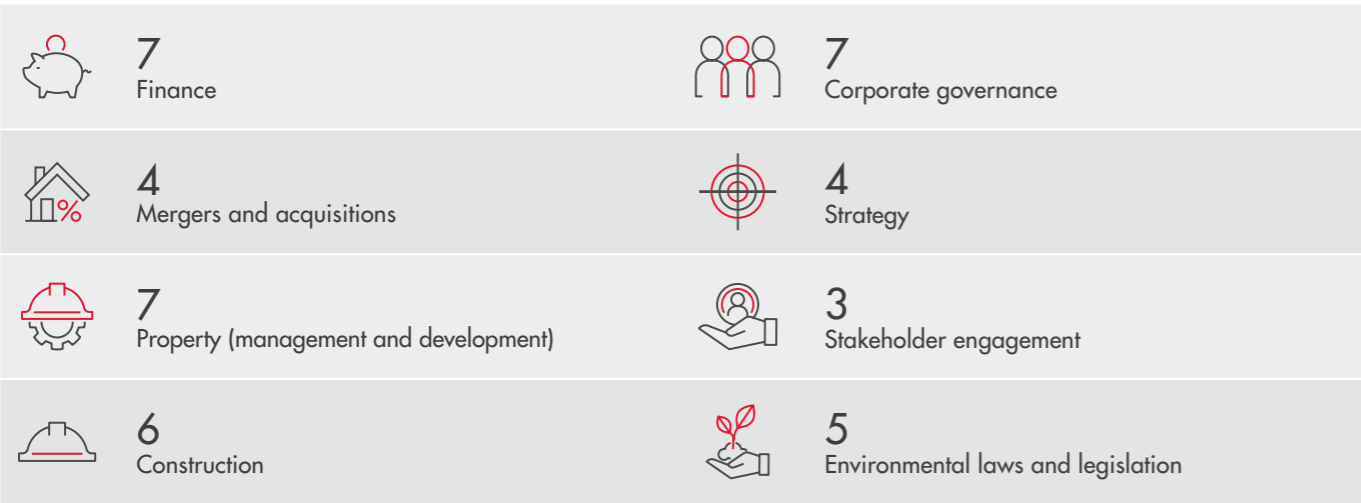 7
Finance
7
Corporate governance
4
Mergers and acquisitions
4
Strategy
7
Property (management and development)
3
Stakeholder engagement
6
Construction
5
Environmental laws and legislation